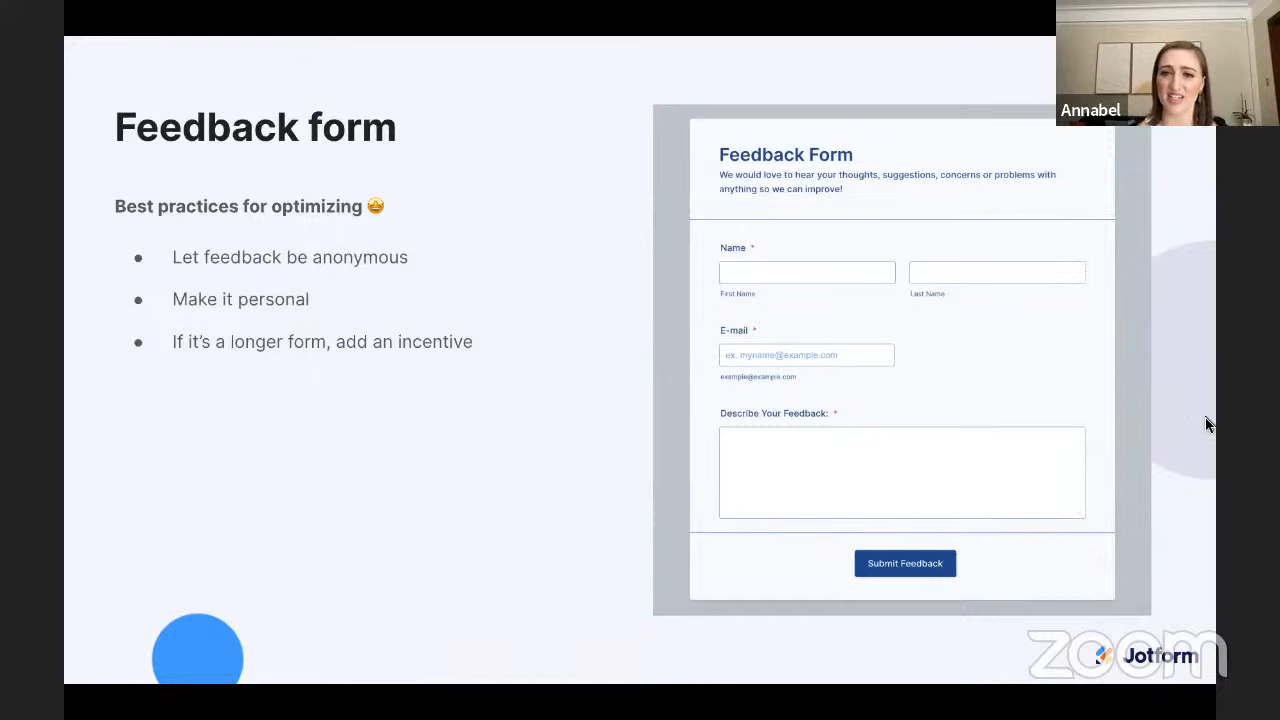 Annabel
Feedback form
Best practices for optimizing 🤩
● Let feedback be anonymous
● Make it personal
● If it's a longer form, add an incentive
Feedback Form
We would love to hear your thoughts, suggestions, concerns or problems with
anything so we can improve!
Name *
First Name
Last Name
E-mail *
ex. myname@example.com
example@example.com
Describe Your Feedback: *
Submit Feedback
zoom
Jotform